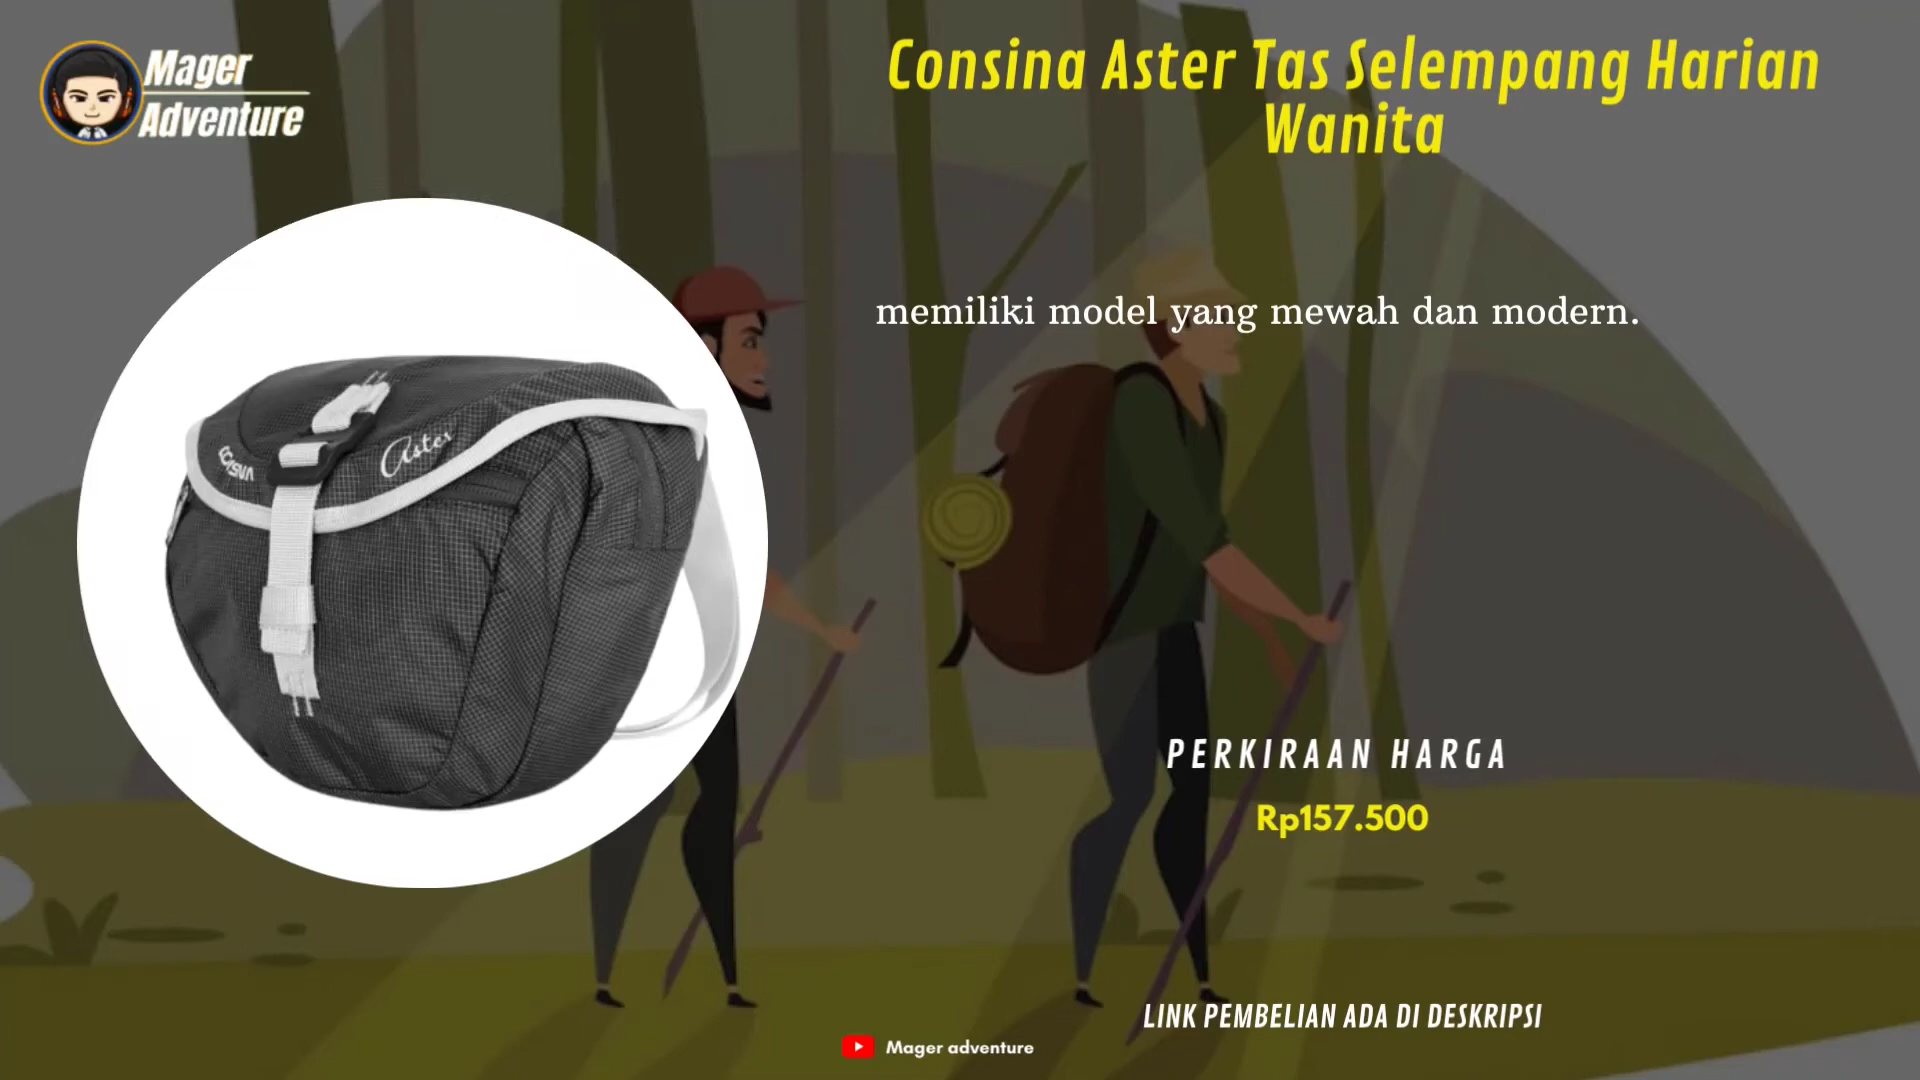 Mager
Adventure
Consina Aster Tas Selempang Harian
Wanita
memiliki model yang mewah dan modern.
Aster
PERKIRAAN HARGA
Rp157.500
LINK PEMBELIAN ADA DI DESKRIPSI
Mager adventure